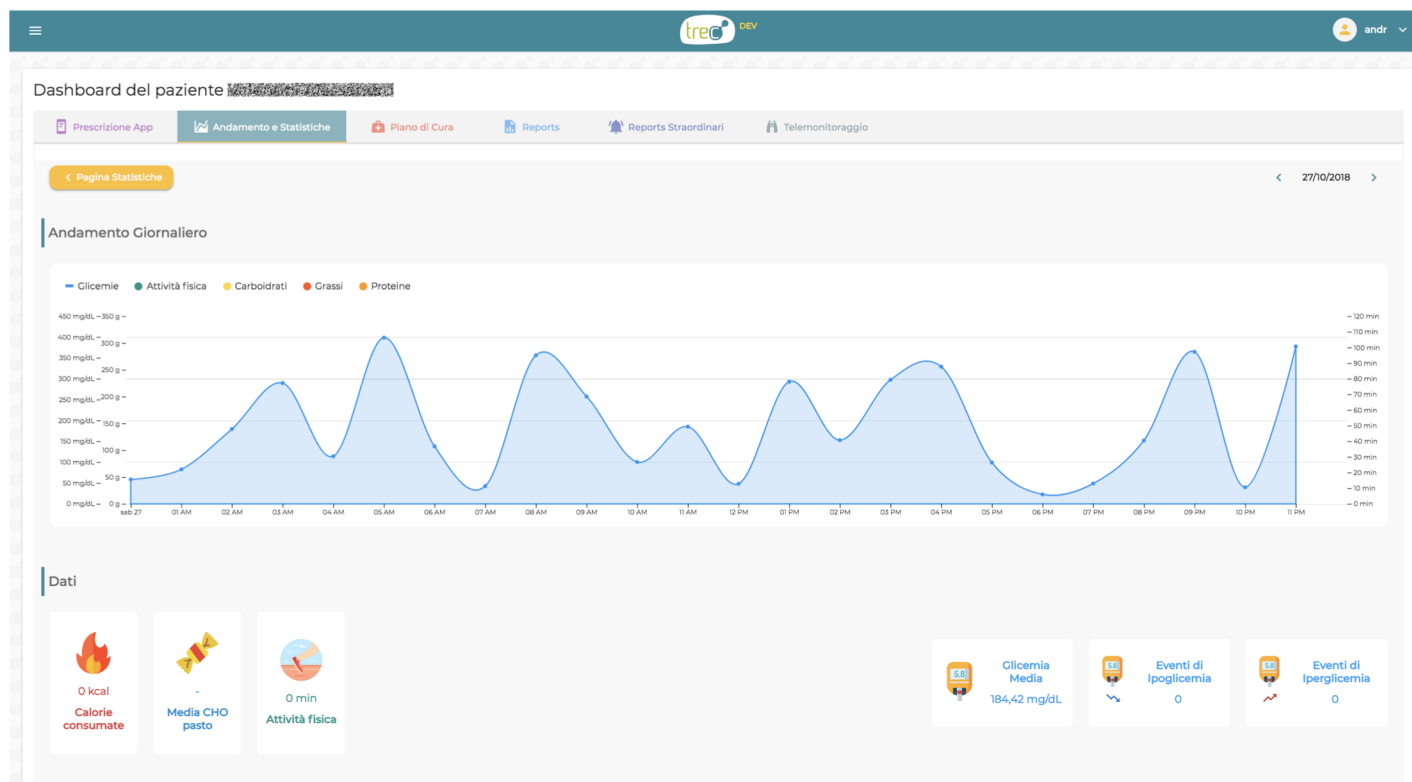 trec DEV andr
Dashboard del paziente
Prescrizione App Andamento e Statistiche Piano di Cura Reports Reports Straordinari Telemonitoraggio
Pagina Statistiche 27/10/2018
Andamento Giornaliero
Glicemie Attività fisica Carboidrati Grassi Proteine
450 mg/dL 350 g 120 min
110 min
400 mg/dL 300 g 100 min
350 mg/dL 250 g 90 min
300 mg/dL 80 min
250 mg/dL 200 g 70 min
60 min
200 mg/dL 150 g 50 min
150 mg/dL 100 g 40 min
100 mg/dL 30 min
50 mg/dL 50 g 20 min
10 min
0 mg/dL 0 g 0 min
sab 27 01 AM 02 AM 03 AM 04 AM 05 AM 06 AM 07 AM 08 AM 09 AM 10 AM 11 AM 12 PM 01 PM 02 PM 03 PM 04 PM 05 PM 06 PM 07 PM 08 PM 09 PM 10 PM 11 PM
Dati
0 kcal
Calorie
consumate
-
Media CHO
pasto
0 min
Attività fisica
5.8
Glicemia
Media
184,42 mg/dL
5.8
Eventi di
Ipoglicemia
0
5.8
Eventi di
Iperglicemia
0